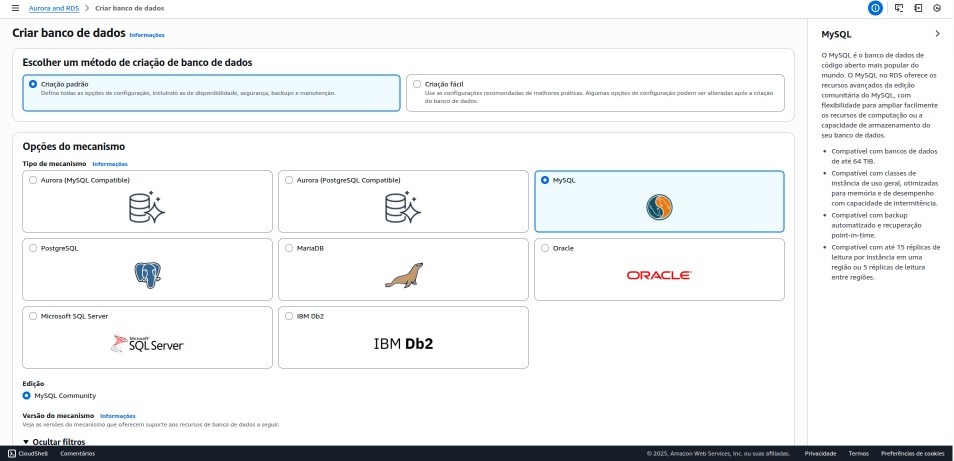 Aurora and RDS > Criar banco de dados
Criar banco de dados Informações
Escolher um método de criação de banco de dados
Criação padrão
Defina todas as opções de configuração, incluindo as de disponibilidade, segurança, backups e manutenção.
Criação fácil
Use as configurações recomendadas de melhores práticas. Algumas opções de configuração podem ser alteradas após a criação
do banco de dados.
Opções do mecanismo
Tipo de mecanismo Informações
Aurora (MySQL Compatible)
Aurora (PostgreSQL Compatible)
MySQL
PostgreSQL
MariaDB
Oracle
ORACLE
Microsoft SQL Server
Microsoft
SQL Server
IBM Db2
IBM Db2
Edição
MySQL Community
Versão do mecanismo Informações
Veja as versões do mecanismo que oferecem suporte aos recursos de banco de dados a seguir.
Ocultar filtros
MySQL
O MySQL é o banco de dados de
código aberto mais popular do
mundo. O MySQL no RDS oferece os
recursos avançados da edição
comunitária do MySQL, com
flexibilidade para ampliar facilmente
os recursos de computação ou a
capacidade de armazenamento do
seu banco de dados.
• Compatível com bancos de dados
de até 64 TiB.
• Compatível com classes de
instância de uso geral, otimizadas
para memória e de desempenho
com capacidade de intermitência.
• Compatível com backup
automatizado e recuperação
point-in-time.
• Compatível com até 15 réplicas de
leitura por instância em uma
região ou 5 réplicas de leitura
entre regiões.
CloudShell Comentários © 2025, Amazon Web Services, Inc. ou suas afiliadas. Privacidade Termos Preferências de cookies